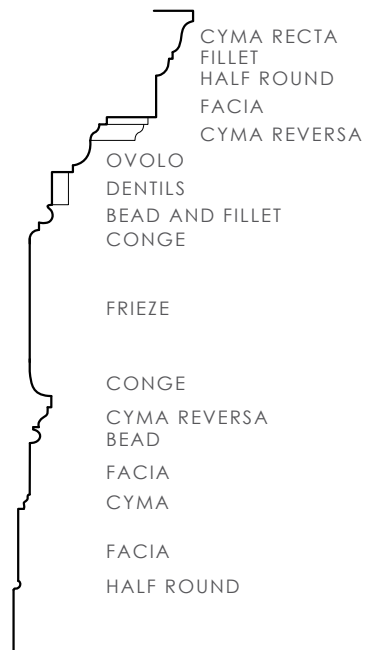 CYMA RECTA
FILLET
HALF ROUND
FACIA
CYMA REVERSA
OVOLO
DENTILS
BEAD AND FILLET
CONGE
FRIEZE
CONGE
CYMA REVERSA
BEAD
FACIA
CYMA
FACIA
HALF ROUND